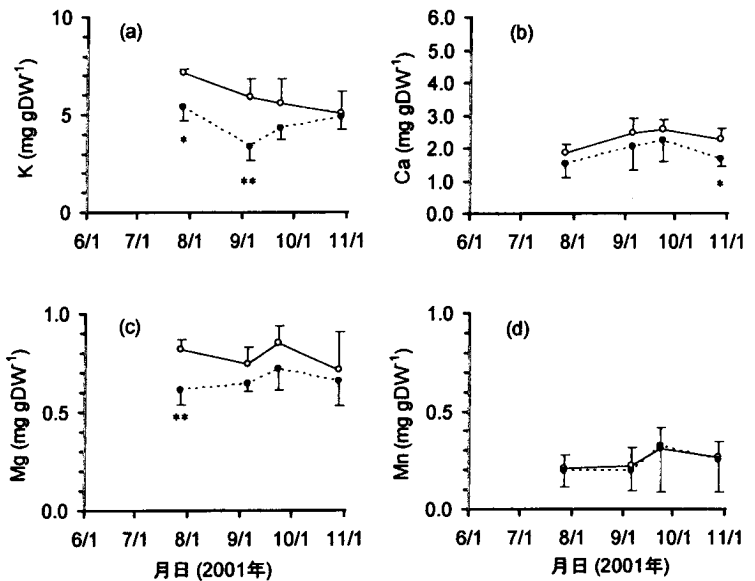 (a)
K (mg gDW⁻¹)
10
5
0
6/1 7/1 8/1 9/1 10/1 11/1
*
**
(b)
Ca (mg gDW⁻¹)
6.0
5.0
4.0
3.0
2.0
1.0
0.0
6/1 7/1 8/1 9/1 10/1 11/1
*
(c)
Mg (mg gDW⁻¹)
1.0
0.5
0.0
6/1 7/1 8/1 9/1 10/1 11/1
**
月日 (2001年)
(d)
Mn (mg gDW⁻¹)
1.0
0.5
0.0
6/1 7/1 8/1 9/1 10/1 11/1
月日 (2001年)